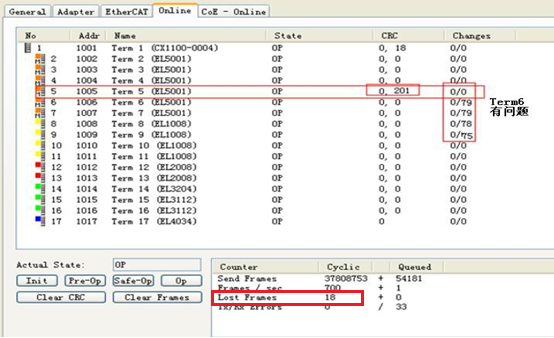 General Adapter EtherCAT Online CoE - Online
No Addr Name State CRC Changes
1 1001 Term 1 (CX1100-0004) OP 0, 18 0/0
2 1002 Term 2 (EL5001) OP 0, 0 0/0
3 1003 Term 3 (EL5001) OP 0, 0 0/0
4 1004 Term 4 (EL5001) OP 0, 0 0/0
5 1005 Term 5 (EL5001) OP 0, 201 0/0
6 1006 Term 6 (EL5001) OP 0, 0 0/79
7 1007 Term 7 (EL5001) OP 0, 0 0/79
8 1008 Term 8 (EL1008) OP 0, 0 0/78
9 1009 Term 9 (EL1008) OP 0, 0 0/75
10 1010 Term 10 (EL1008) OP 0, 0 0/0
11 1011 Term 11 (EL1008) OP 0, 0 0/0
12 1012 Term 12 (EL2008) OP 0, 0 0/0
13 1013 Term 13 (EL2008) OP 0, 0 0/0
14 1014 Term 14 (EL3204) OP 0, 0 0/0
15 1015 Term 15 (EL3112) OP 0, 0 0/0
16 1016 Term 16 (EL3112) OP 0, 0 0/0
17 1017 Term 17 (EL4034) OP 0 0/0
Term6
有问题
Actual State: OP
Init Pre-Op Safe-Op Op
Clear CRC Clear Frames
Counter Cyclic Queued
Send Frames 37808753 + 54181
Frames / sec 700 + 1
Lost Frames 18 + 0
Tx/Rx Errors 0 / 33